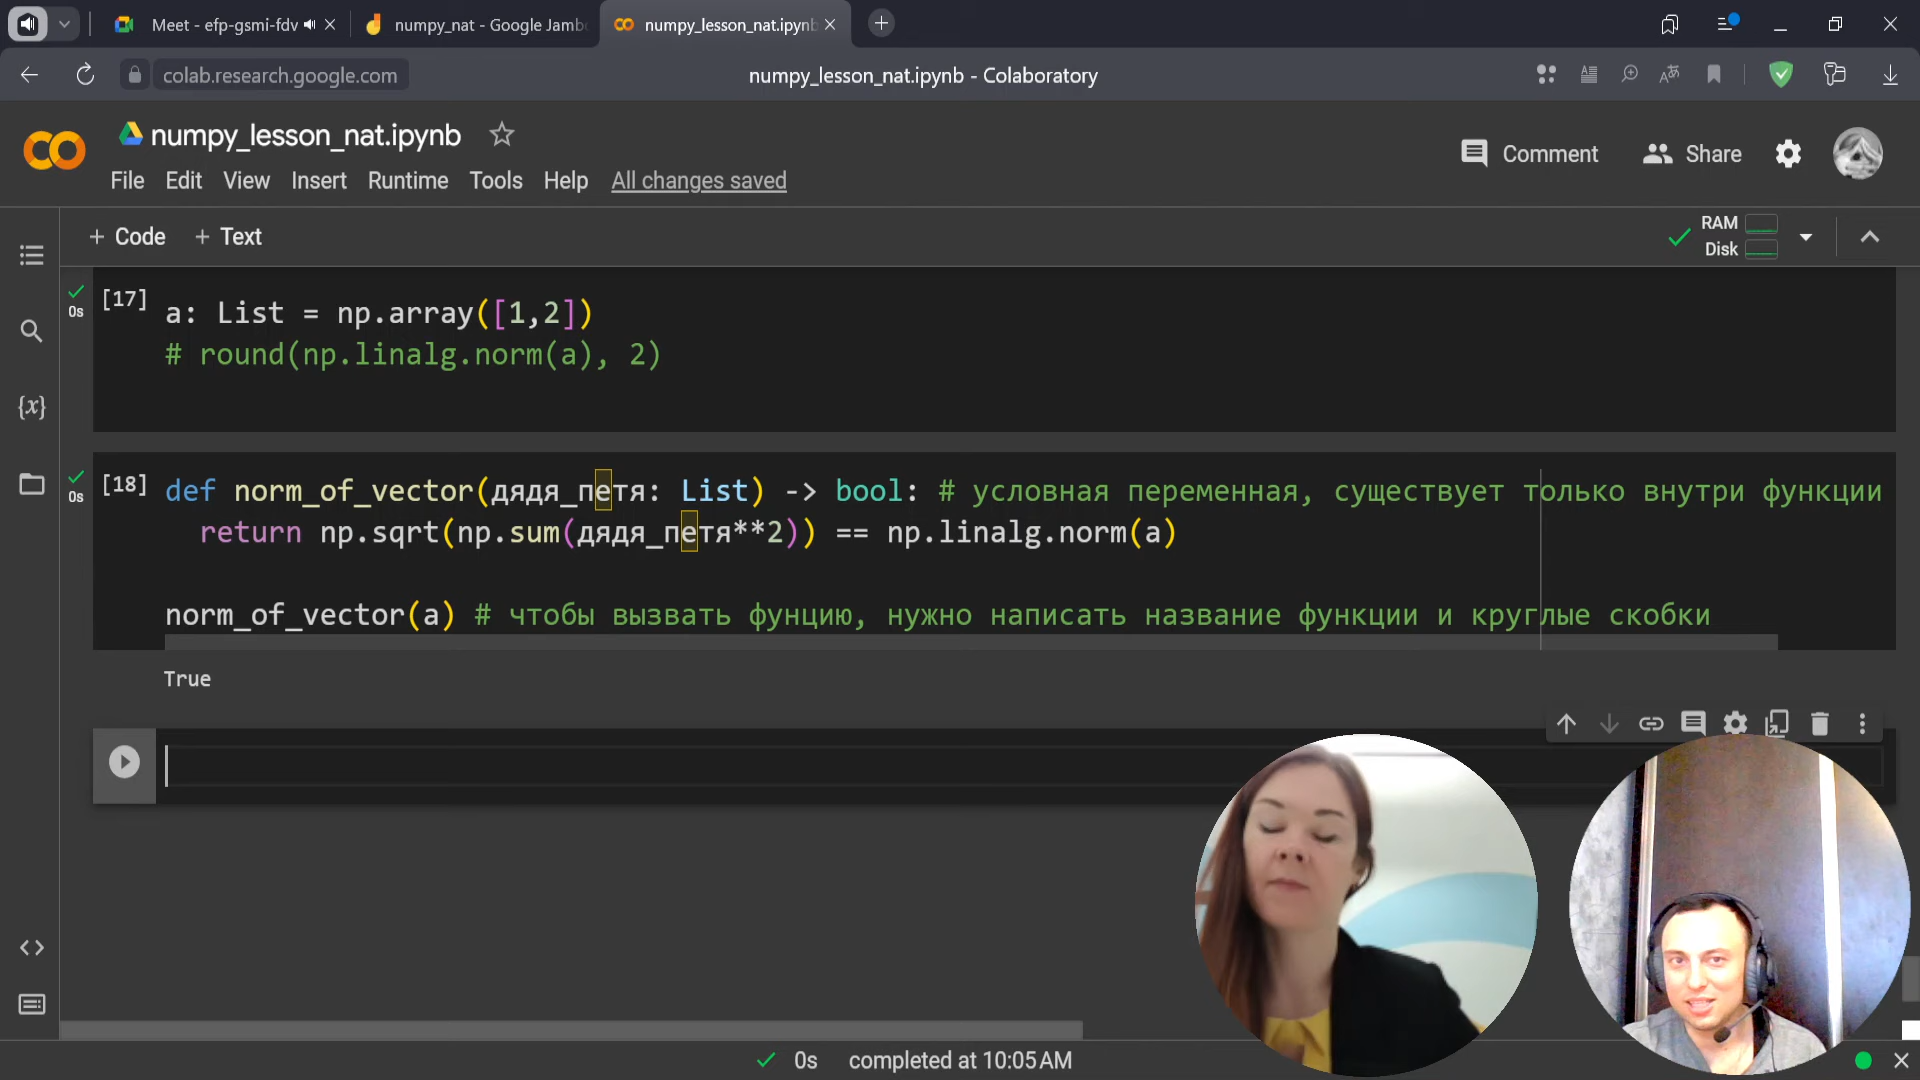 Meet - efp-gsmi-fdv
numpy_nat - Google Jambo
numpy_lesson_nat.ipynb
colab.research.google.com
numpy_lesson_nat.ipynb - Colaboratory
numpy_lesson_nat.ipynb
Comment
Share
File Edit View Insert Runtime Tools Help All changes saved
+ Code + Text
RAM
Disk
[17]
0s
a: List = np.array([1,2])
# round(np.linalg.norm(a), 2)
{x}
[18]
0s
def norm_of_vector(дядя_петя: List) -> bool: # условная переменная, существует только внутри функции
return np.sqrt(np.sum(дядя_петя**2)) == np.linalg.norm(a)
norm_of_vector(a) # чтобы вызвать фунцию, нужно написать название функции и круглые скобки
True
0s completed at 10:05 AM